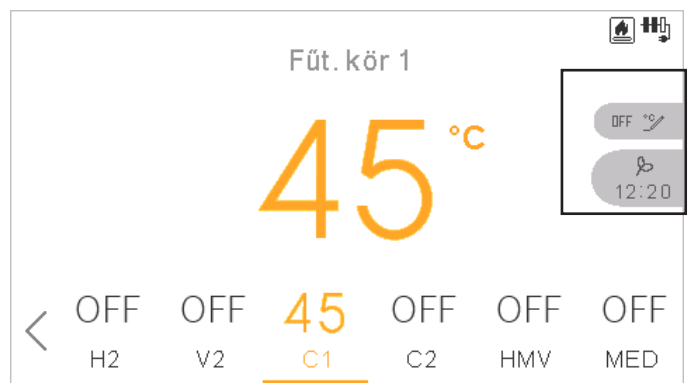 Fűt. kör 1
45 °C
OFF °C
12:20
OFF OFF 45 OFF OFF OFF
H2 V2 C1 C2 HMV MED